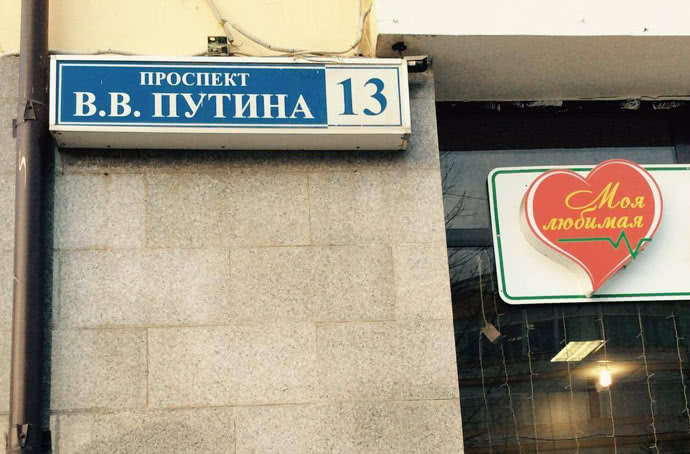 ПРОСПЕКТ
В.В. ПУТИНА
13
Моя
любимая